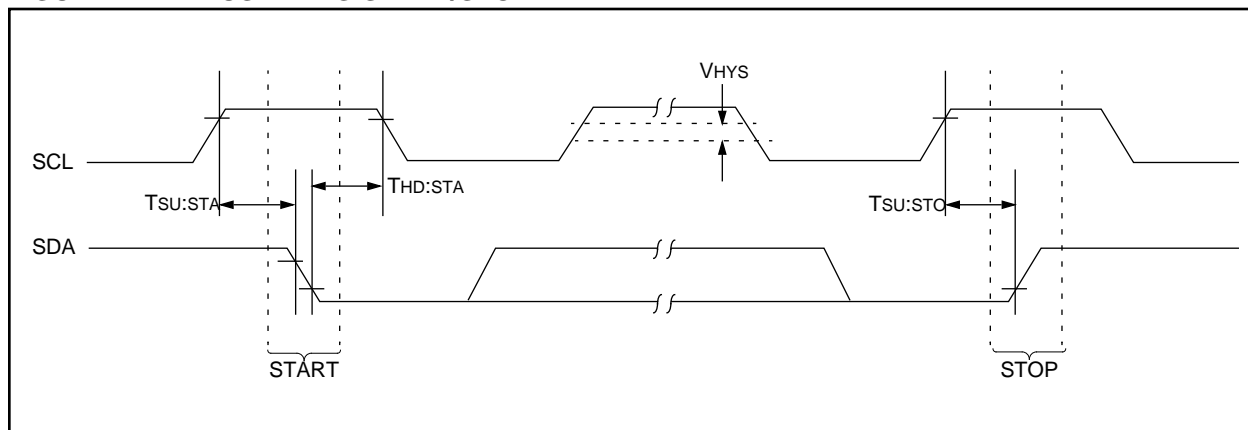 VHYS
SCL
THD:STA
TSU:STA
TSU:STO
SDA
START
STOP